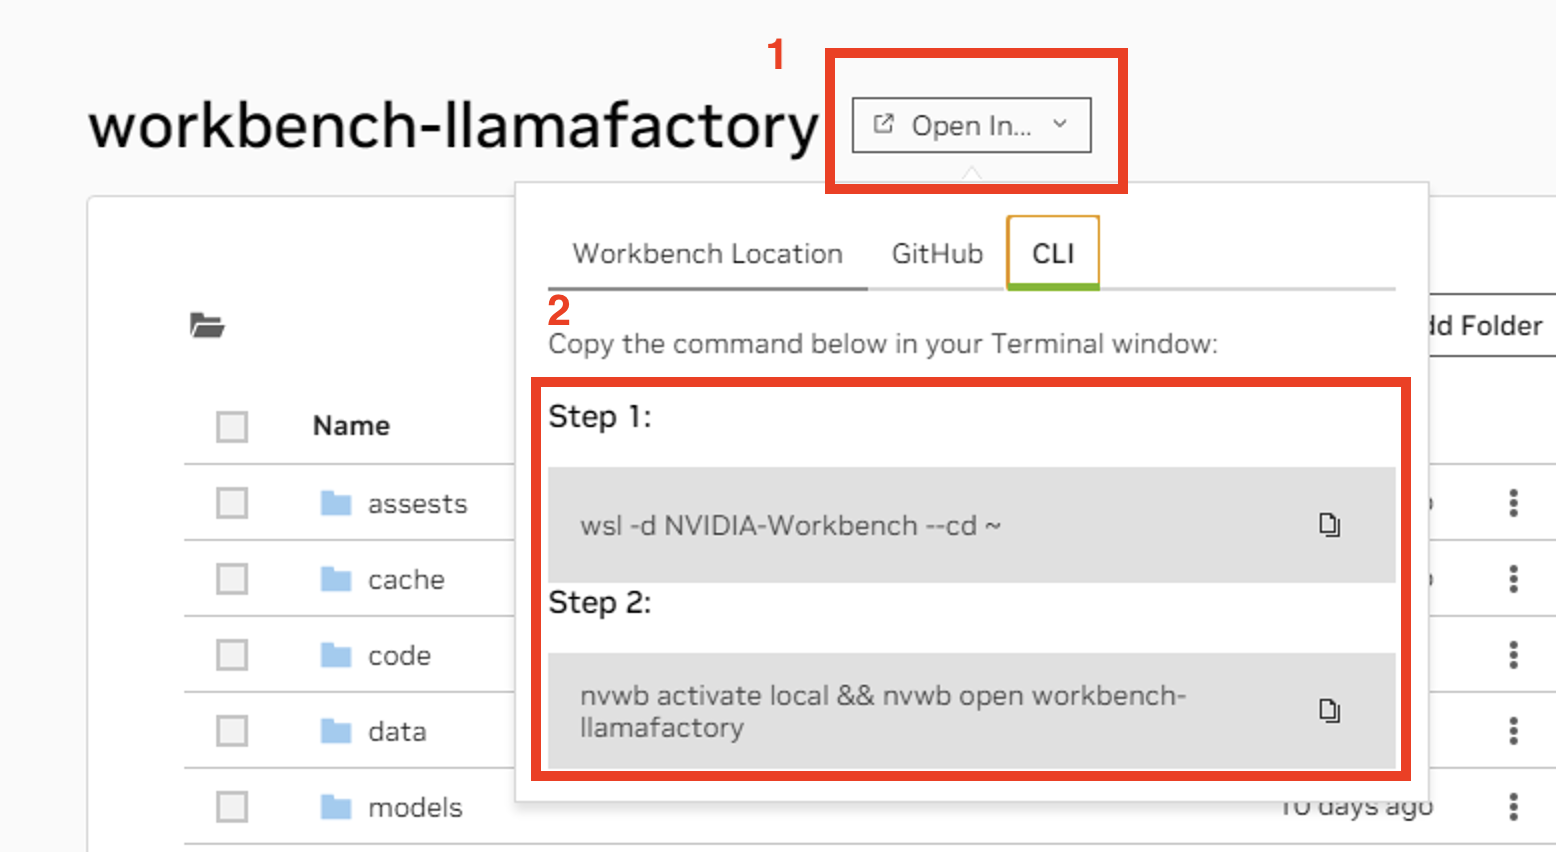 1
workbench-llamafactory
Open In...
Workbench Location GitHub CLI
2
Copy the command below in your Terminal window:
Folder
Step 1:
Name
wsl -d NVIDIA-Workbench --cd ~
assests
cache
Step 2:
code
nvwb activate local && nvwb open workbench-
llamafactory
data
models
10 days ago